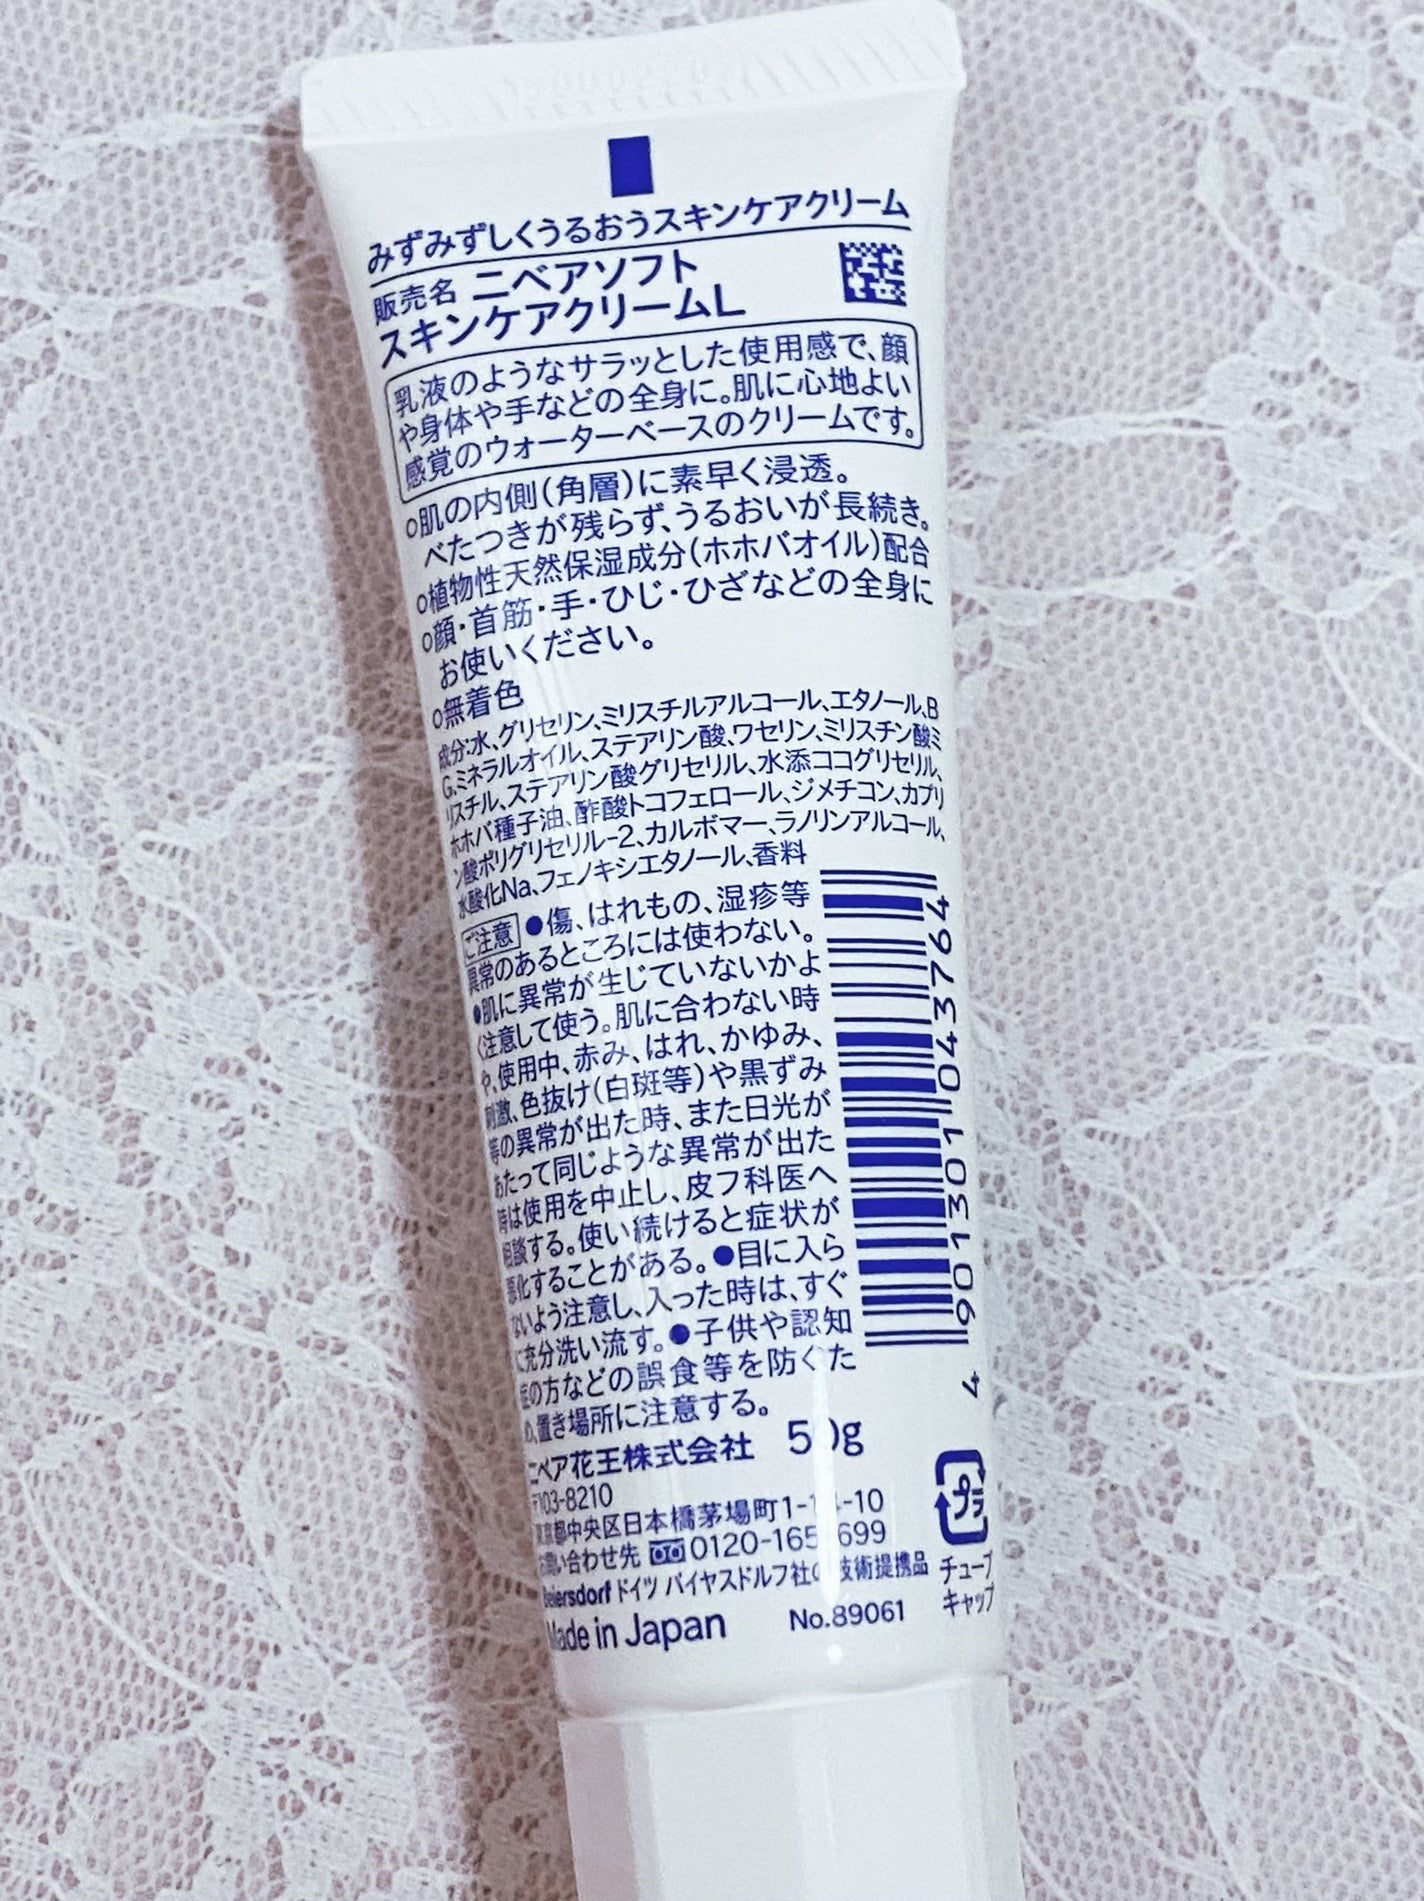 みずみずしくうるおうスキンケアクリーム
販売名 ニベアソフト
スキンケアクリームL
乳液のようなサラッとした使用感で、顔
や身体や手などの全身に。肌に心地よい
感覚のウォーターベースのクリームです。
○肌の内側(角層)に素早く浸透。
べたつきが残らず、うるおいが長続き。
○植物性天然保湿成分(ホホバオイル)配合
○顔・首筋・手・ひじ・ひざなどの全身に
お使いください。
○無着色
成分:水、グリセリン、ミリスチルアルコール、エタノール、B
G、ミネラルオイル、ステアリン酸、ワセリン、ミリスチン酸ミ
リスチル、ステアリン酸グリセリル、水添ココグリセリル、
ホホバ種子油、酢酸トコフェロール、ジメチコン、カプリ
ン酸ポリグリセリル-2、カルボマー、ラノリンアルコール、
水酸化Na、フェノキシエタノール、香料
ご注意 ●傷、はれもの、湿疹等
異常のあるところには使わない。
●肌に異常が生じていないかよ
く注意して使う。肌に合わない時
や、使用中、赤み、はれ、かゆみ、
刺激、色抜け(白斑等)や黒ずみ
等の異常が出た時、また日光が
あたって同じような異常が出た
時は使用を中止し、皮フ科医へ
相談する。使い続けると症状が
悪化することがある。●目に入ら
ないよう注意し、入った時は、すぐ
に充分洗い流す。●子供や認知
症の方などの誤食等を防ぐた
め、置き場所に注意する。
ニベア花王株式会社 50g
〒103-8210
東京都中央区日本橋茅場町1-14-10
お問い合わせ先 0120-165-699
Beiersdorf ドイツ バイヤスドルフ社の技術提携品
Made in Japan No.89061
4 901301 043764
プラ
チューブ
キャップ